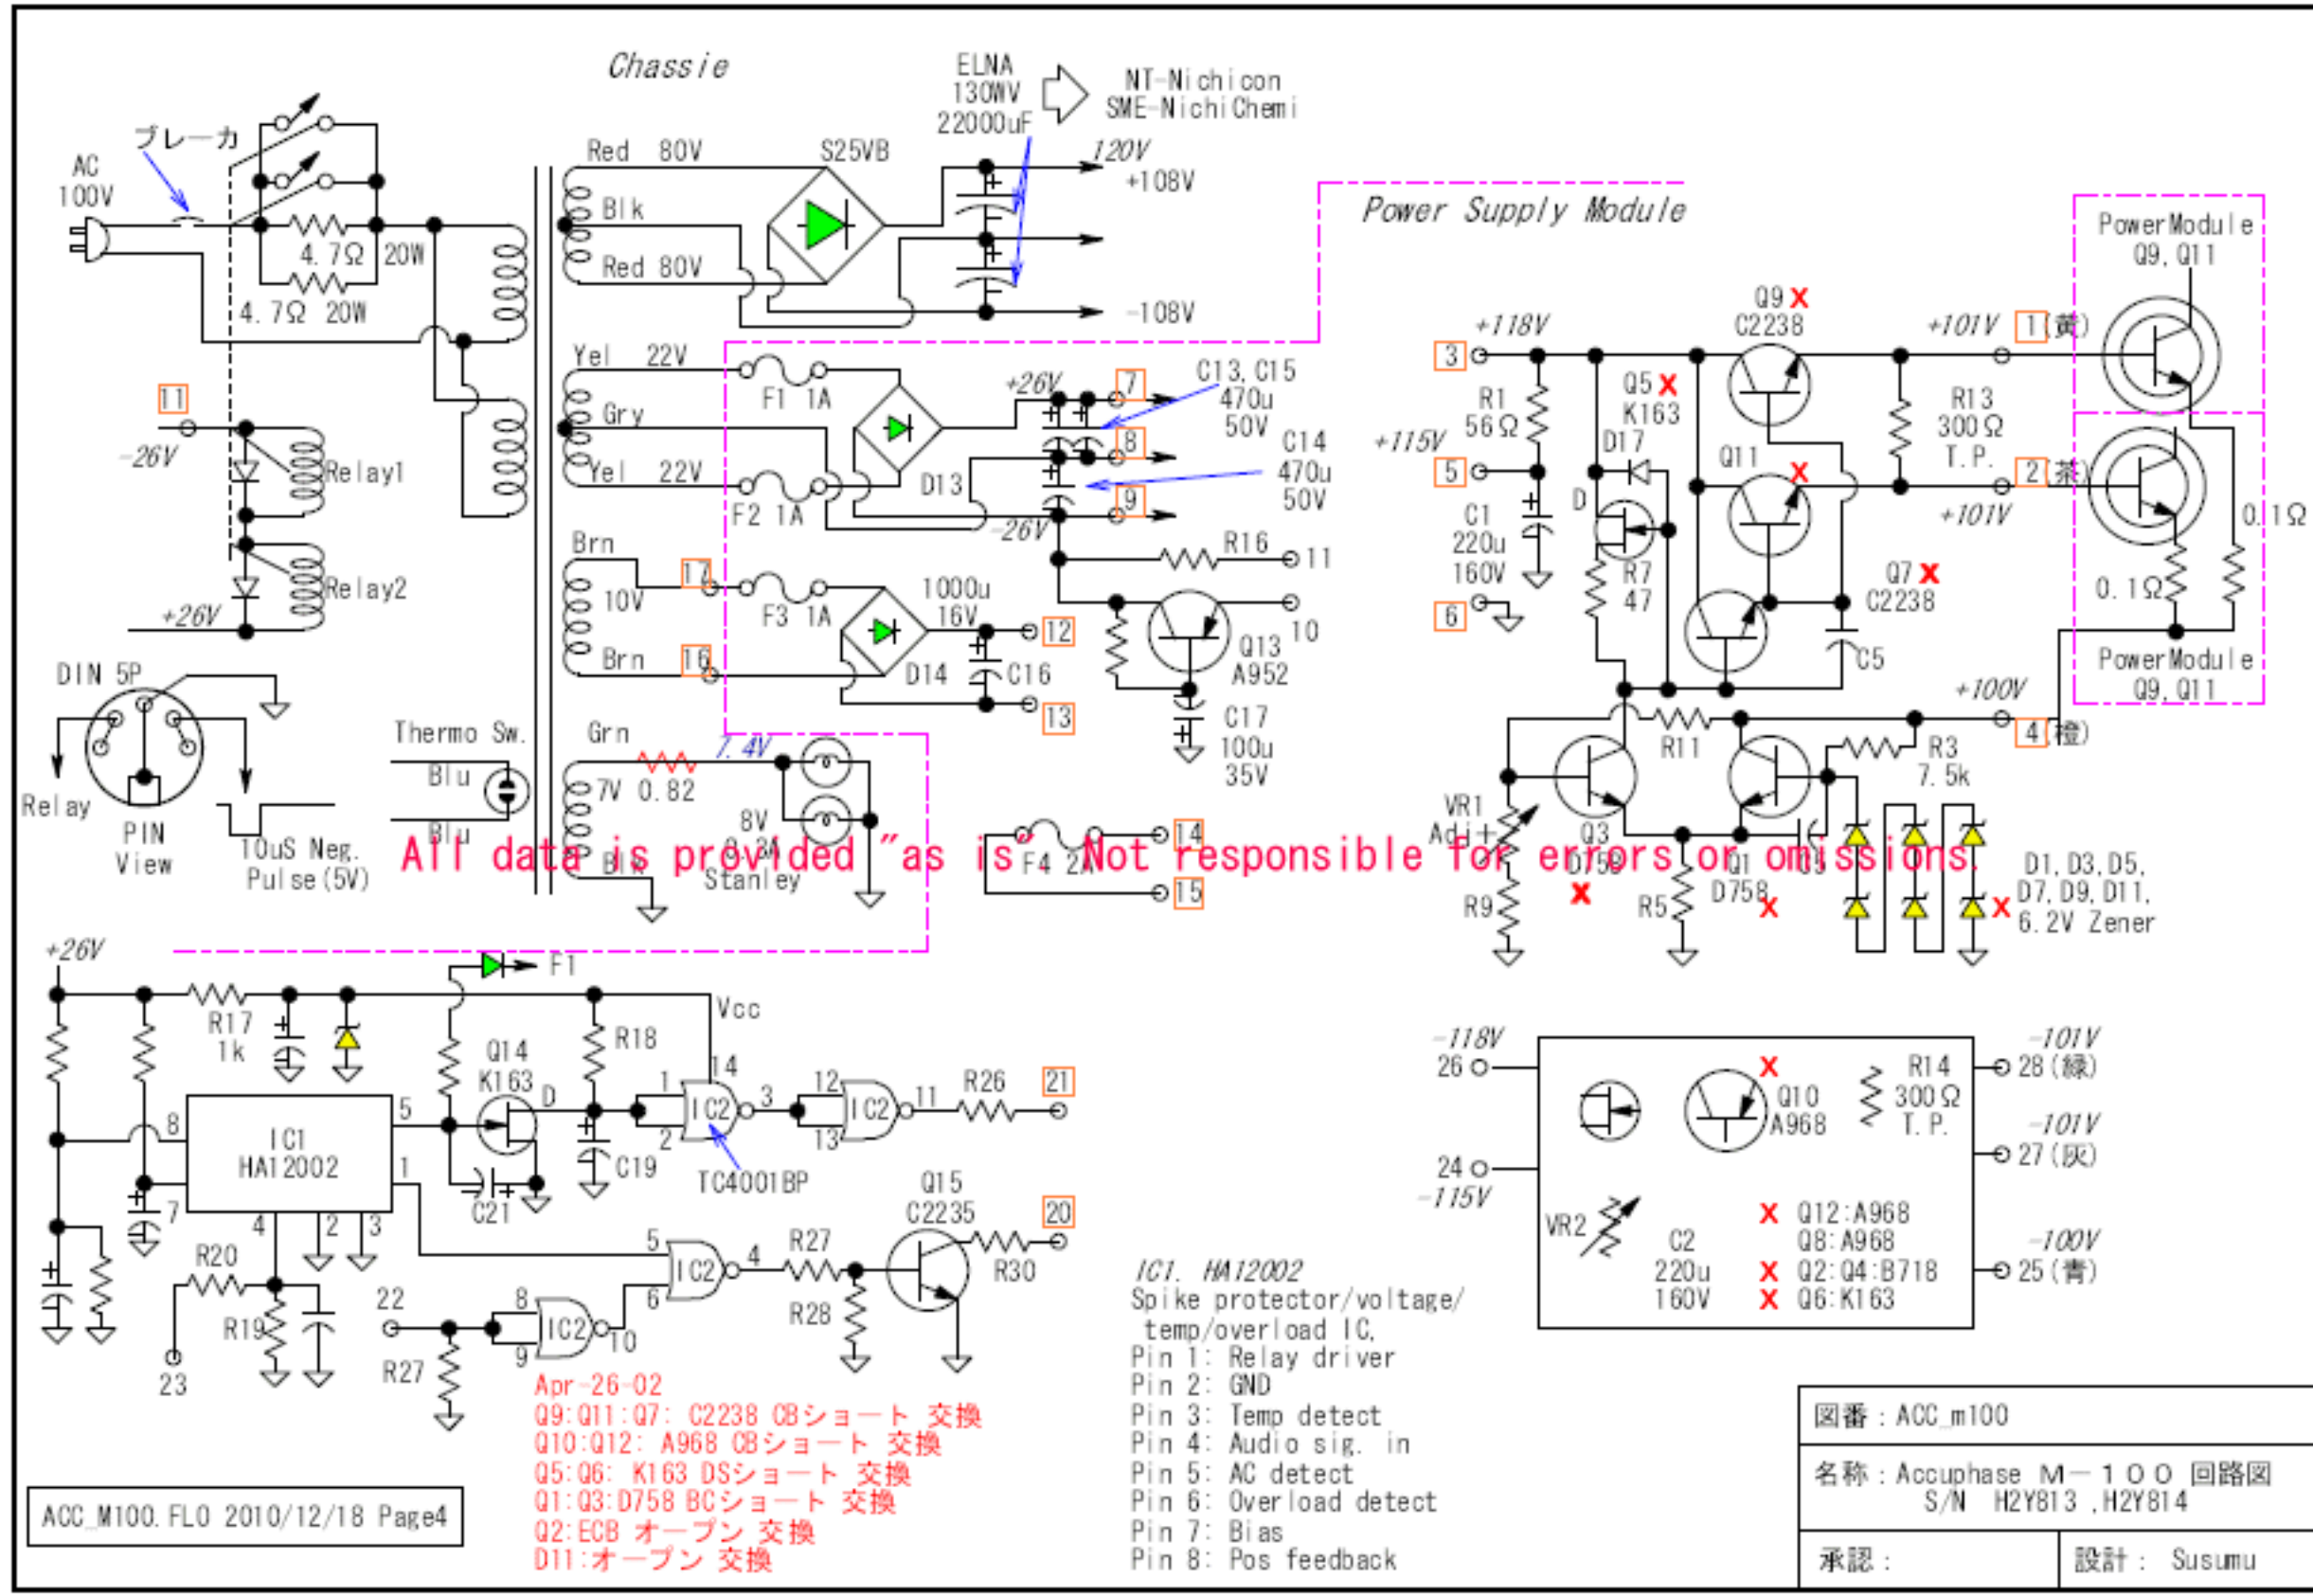 Chassie
ELNA
130WV
22000uF
NT-Nichicon
SME-NichiChemi
ブレーカ
AC
100V
4.7Ω 20W
4.7Ω 20W
Red 80V
Blk
Red 80V
S25VB
120V
+108V
-108V
Power Supply Module
PowerModule
Q9,Q11
Yel 22V
Gry
Yel 22V
F1 1A
F2 1A
D13
+26V
7
8
9
-26V
C13,C15
470u
50V
C14
470u
50V
11
-26V
Relay1
Relay2
+26V
Brn
10V
Brn
17
16
F3 1A
D14
1000u
16V
C16
12
13
R16
11
10
Q13
A952
C17
100u
35V
DIN 5P
Relay
PIN
View
10uS Neg.
Pulse(5V)
Thermo Sw.
Blu
Blu
Grn
7V
0.82
7.4V
8V
0.3A
Stanley
Blk
F4 2A
14
15
All data is provided "as is" Not responsible for errors or omissions.
3
+118V
R1
56Ω
+115V
5
C1
220u
160V
6
Q5 x
K163
D17
D
R7
47
Q9 x
C2238
Q11
x
Q7 x
C2238
C5
+101V
1 (黄)
R13
300Ω
T.P.
2 (茶)
+101V
0.1Ω
0.1Ω
PowerModule
Q9,Q11
+100V
4 (橙)
R11
R3
7.5k
VR1
Adj
Q3
D758
x
R9
R5
Q1
D758
x
x
D1,D3,D5,
D7,D9,D11,
6.2V Zener
+26V
F1
R17
1k
Vcc
R18
Q14
K163
D
14
1
2
IC2
3
12
13
IC2
11
R26
21
8
5
IC1
HA12002
1
7
4
2
3
C21
C19
TC4001BP
Q15
C2235
20
R20
R19
23
22
R27
8
9
IC2
10
5
6
IC2
4
R27
R28
R30
IC1. HA12002
Spike protector/voltage/
temp/overload IC,
Pin 1: Relay driver
Pin 2: GND
Pin 3: Temp detect
Pin 4: Audio sig. in
Pin 5: AC detect
Pin 6: Overload detect
Pin 7: Bias
Pin 8: Pos feedback
-118V
26
24
-115V
x
Q10
A968
R14
300Ω
T.P.
VR2
C2
220u
160V
x Q12:A968
Q8:A968
x Q2:Q4:B718
x Q6:K163
-101V
28(緑)
-101V
27(灰)
-100V
25(青)
Apr-26-02
Q9:Q11:Q7: C2238 CBショート 交換
Q10:Q12: A968 CBショート 交換
Q5:Q6: K163 DSショート 交換
Q1:Q3:D758 BCショート 交換
Q2:ECB オープン 交換
D11:オープン 交換
ACC_M100.FLO 2010/12/18 Page4
図番：ACC_m100
名称：Accuphase M－１００ 回路図
S/N H2Y813 ,H2Y814
承認：
設計： Susumu